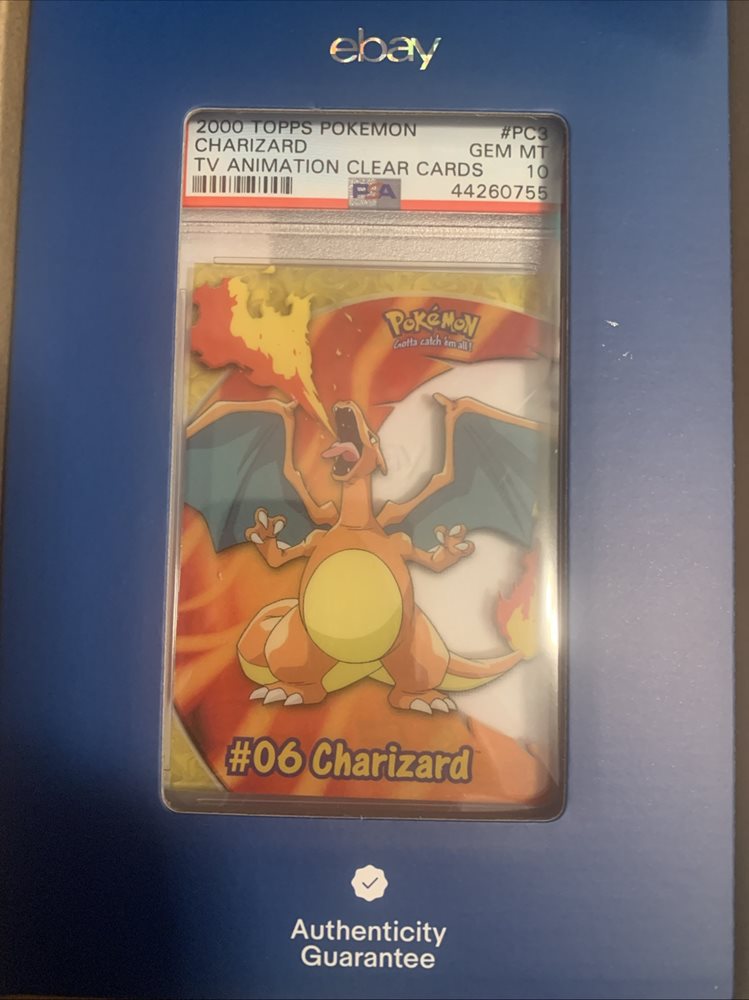 ebay
2000 TOPPS POKEMON #PC3
CHARIZARD GEM MT
TV ANIMATION CLEAR CARDS 10
PSA 44260755
POKéMON
Gotta catch 'em all!
#06 Charizard
Authenticity
Guarantee